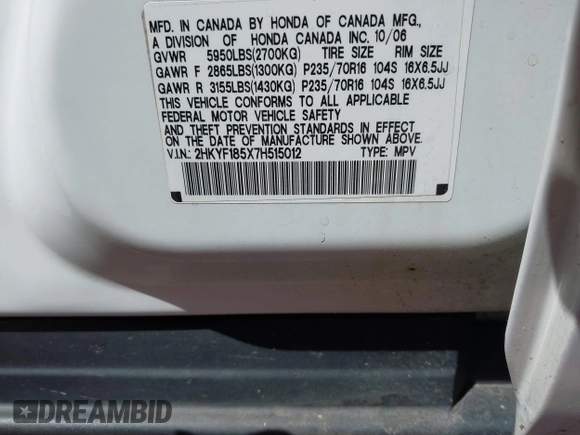 MFD. IN CANADA BY HONDA OF CANADA MFG.,
A DIVISION OF HONDA CANADA INC. 10/06
GVWR 5950LBS(2700KG) TIRE SIZE RIM SIZE
GAWR F 2865LBS(1300KG) P235/70R16 104S 16X6.5JJ
GAWR R 3155LBS(1430KG) P235/70R16 104S 16X6.5JJ
THIS VEHICLE CONFORMS TO ALL APPLICABLE
FEDERAL MOTOR VEHICLE SAFETY
AND THEFT PREVENTION STANDARDS IN EFFECT
ON THE DATE OF MANUFACTURE SHOWN ABOVE.
V.I.N.: 2HKYF185X7H515012 TYPE: MPV
DREAMBID